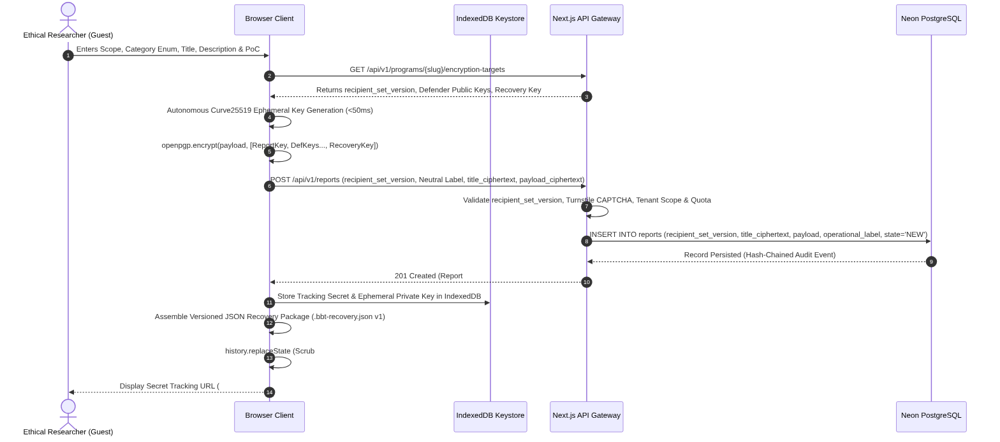 Ethical Researcher (Guest)
Browser Client
IndexedDB Keystore
Next.js API Gateway
Neon PostgreSQL
1
Enters Scope, Category Enum, Title, Description & PoC
2
GET /api/v1/programs/{slug}/encryption-targets
Returns recipient_set_version, Defender Public Keys, Recovery Key
3
Autonomous Curve25519 Ephemeral Key Generation (<50ms)
4
openpgp.encrypt(payload, [ReportKey, DefKeys..., RecoveryKey])
5
6
POST /api/v1/reports (recipient_set_version, Neutral Label, title_ciphertext, payload_ciphertext)
Validate recipient_set_version, Turnstile CAPTCHA, Tenant Scope & Quota
7
8
INSERT INTO reports (recipient_set_version, title_ciphertext, payload, operational_label, state='NEW')
Record Persisted (Hash-Chained Audit Event)
9
201 Created (Report
10
11
Store Tracking Secret & Ephemeral Private Key in IndexedDB
Assemble Versioned JSON Recovery Package (.bbt-recovery.json v1)
12
history.replaceState (Scrub
13
Display Secret Tracking URL (
14
Ethical Researcher (Guest)
Browser Client
IndexedDB Keystore
Next.js API Gateway
Neon PostgreSQL